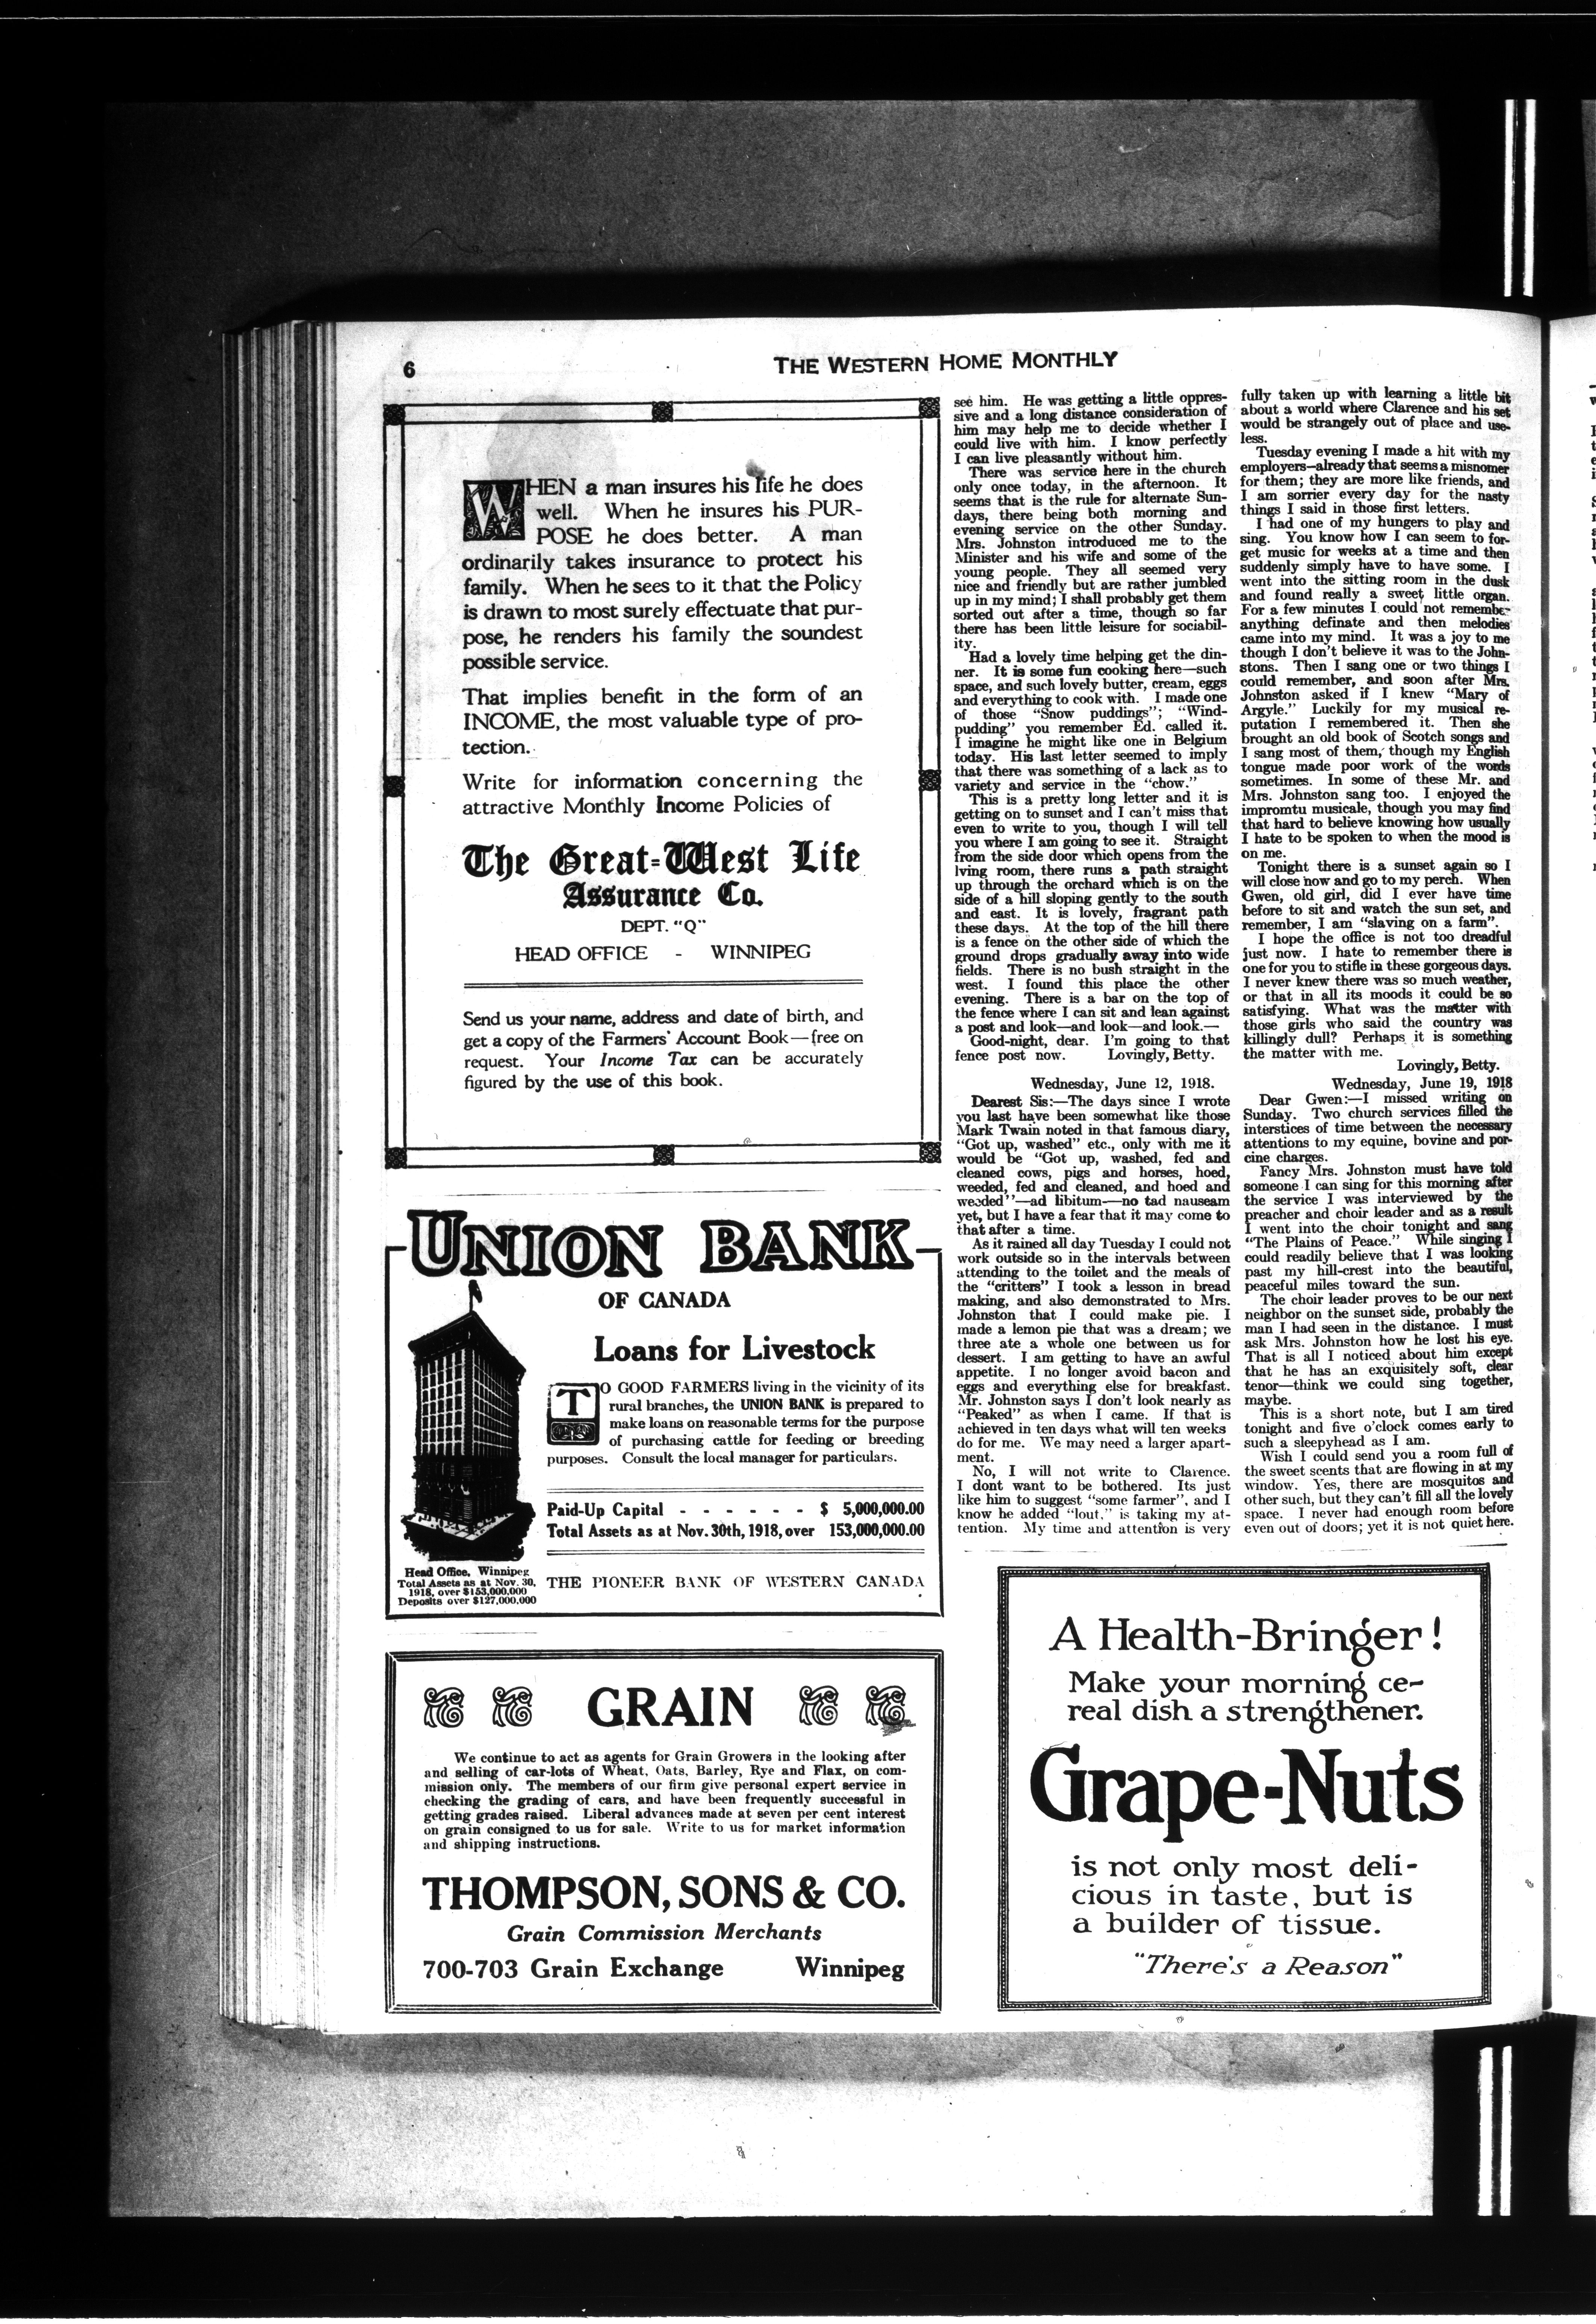 6
THE WESTERN HOME MONTHLY
WHEN a man insures his life he does
well. When he insures his PUR-
POSE he does better. A man
ordinarily takes insurance to protect his
family. When he sees to it that the Policy
is drawn to most surely effectuate that pur-
pose, he renders his family the soundest
possible service.
That implies benefit in the form of an
INCOME, the most valuable type of pro-
tection.
Write for information concerning the
attractive Monthly Income Policies of
The Great-West Life
Assurance Co.
DEPT. "Q"
HEAD OFFICE - WINNIPEG
Send us your name, address and date of birth, and
get a copy of the Farmers' Account Book—free on
request. Your Income Tax can be accurately
figured by the use of this book.
UNION BANK
OF CANADA
Loans for Livestock
TO GOOD FARMERS living in the vicinity of its
rural branches, the UNION BANK is prepared to
make loans on reasonable terms for the purpose
of purchasing cattle for feeding or breeding
purposes. Consult the local manager for particulars.
Paid-Up Capital - - - - - - $ 5,000,000.00
Total Assets as at Nov. 30th, 1918, over 153,000,000.00
Head Office, Winnipeg
Total Assets as at Nov. 30,
1918, over $153,000,000
Deposits over $127,000,000
THE PIONEER BANK OF WESTERN CANADA
GRAIN
We continue to act as agents for Grain Growers in the looking after
and selling of car-lots of Wheat, Oats, Barley, Rye and Flax, on com-
mission only. The members of our firm give personal expert service in
checking the grading of cars, and have been frequently successful in
getting grades raised. Liberal advances made at seven per cent interest
on grain consigned to us for sale. Write to us for market information
and shipping instructions.
THOMPSON, SONS & CO.
Grain Commission Merchants
700-703 Grain Exchange Winnipeg
see him. He was getting a little oppres-
sive and a long distance consideration of
him may help me to decide whether I
could live with him. I know perfectly
I can live pleasantly without him.
There was service here in the church
only once today, in the afternoon. It
seems that is the rule for alternate Sun-
days, there being both morning and
evening service on the other Sunday.
Mrs. Johnston introduced me to the
Minister and his wife and some of the
young people. They all seemed very
nice and friendly but are rather jumbled
up in my mind; I shall probably get them
sorted out after a time, though so far
there has been little leisure for sociabil-
ity.
Had a lovely time helping get the din-
ner. It is some fun cooking here—such
space, and such lovely butter, cream, eggs
and everything to cook with. I made one
of those "Snow puddings"; "Wind-
pudding" you remember Ed. called it.
I imagine he might like one in Belgium
today. His last letter seemed to imply
that there was something of a lack as to
variety and service in the "chow."
This is a pretty long letter and it is
getting on to sunset and I can't miss that
even to write to you, though I will tell
you where I am going to see it. Straight
from the side door which opens from the
lving room, there runs a path straight
up through the orchard which is on the
side of a hill sloping gently to the south
and east. It is lovely, fragrant path
these days. At the top of the hill there
is a fence on the other side of which the
ground drops gradually away into wide
fields. There is no bush straight in the
west. I found this place the other
evening. There is a bar on the top of
the fence where I can sit and lean against
a post and look—and look—and look.—
Good-night, dear. I'm going to that
fence post now. Lovingly, Betty.
Wednesday, June 12, 1918.
Dearest Sis:—The days since I wrote
you last have been somewhat like those
Mark Twain noted in that famous diary,
"Got up, washed" etc., only with me it
would be "Got up, washed, fed and
cleaned cows, pigs and horses, hoed,
weeded, fed and cleaned, and hoed and
weeded"—ad libitum—no tad nauseam
yet, but I have a fear that it may come to
that after a time.
As it rained all day Tuesday I could not
work outside so in the intervals between
attending to the toilet and the meals of
the "critters" I took a lesson in bread
making, and also demonstrated to Mrs.
Johnston that I could make pie. I
made a lemon pie that was a dream; we
three ate a whole one between us for
dessert. I am getting to have an awful
appetite. I no longer avoid bacon and
eggs and everything else for breakfast.
Mr. Johnston says I don't look nearly as
"Peaked" as when I came. If that is
achieved in ten days what will ten weeks
do for me. We may need a larger apart-
ment.
No, I will not write to Clarence.
I dont want to be bothered. Its just
like him to suggest "some farmer", and I
know he added "lout," is taking my at-
tention. My time and attention is very
fully taken up with learning a little bit
about a world where Clarence and his set
would be strangely out of place and use-
less.
Tuesday evening I made a hit with my
employers—already that seems a misnomer
for them; they are more like friends, and
I am sorrier every day for the nasty
things I said in those first letters.
I had one of my hungers to play and
sing. You know how I can seem to for-
get music for weeks at a time and then
suddenly simply have to have some. I
went into the sitting room in the dusk
and found really a sweet little organ.
For a few minutes I could not remember
anything definate and then melodies
came into my mind. It was a joy to me
though I don't believe it was to the John-
stons. Then I sang one or two things I
could remember, and soon after Mrs.
Johnston asked if I knew "Mary of
Argyle." Luckily for my musical re-
putation I remembered it. Then she
brought an old book of Scotch songs and
I sang most of them, though my English
tongue made poor work of the words
sometimes. In some of these Mr. and
Mrs. Johnston sang too. I enjoyed the
impromtu musicale, though you may find
that hard to believe knowing how usually
I hate to be spoken to when the mood is
on me.
Tonight there is a sunset again so I
will close now and go to my perch. When
Gwen, old girl, did I ever have time
before to sit and watch the sun set, and
remember, I am "slaving on a farm".
I hope the office is not too dreadful
just now. I hate to remember there is
one for you to stifle in these gorgeous days.
I never knew there was so much weather,
or that in all its moods it could be so
satisfying. What was the matter with
those girls who said the country was
killingly dull? Perhaps it is something
the matter with me.
Lovingly, Betty.
Wednesday, June 19, 1918
Dear Gwen:—I missed writing on
Sunday. Two church services filled the
interstices of time between the necessary
attentions to my equine, bovine and por-
cine charges.
Fancy Mrs. Johnston must have told
someone I can sing for this morning after
the service I was interviewed by the
preacher and choir leader and as a result
I went into the choir tonight and sang
"The Plains of Peace." While singing I
could readily believe that I was looking
past my hill-crest into the beautiful,
peaceful miles toward the sun.
The choir leader proves to be our next
neighbor on the sunset side, probably the
man I had seen in the distance. I must
ask Mrs. Johnston how he lost his eye.
That is all I noticed about him except
that he has an exquisitely soft, clear
tenor—think we could sing together,
maybe.
This is a short note, but I am tired
tonight and five o'clock comes early to
such a sleepyhead as I am.
Wish I could send you a room full of
the sweet scents that are flowing in at my
window. Yes, there are mosquitos and
other such, but they can't fill all the lovely
space. I never had enough room before
even out of doors; yet it is not quiet here.
A Health-Bringer!
Make your morning ce-
real dish a strengthener.
Grape-Nuts
is not only most deli-
cious in taste, but is
a builder of tissue.
"There's a Reason"